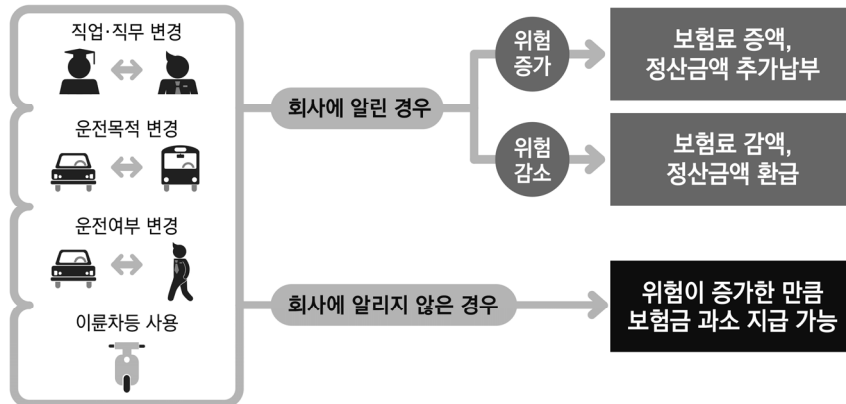 직업·직무 변경
운전목적 변경
운전여부 변경
이륜차등 사용
회사에 알린 경우
위험
증가
보험료 증액,
정산금액 추가납부
위험
감소
보험료 감액,
정산금액 환급
회사에 알리지 않은 경우
위험이 증가한 만큼
보험금 과소 지급 가능